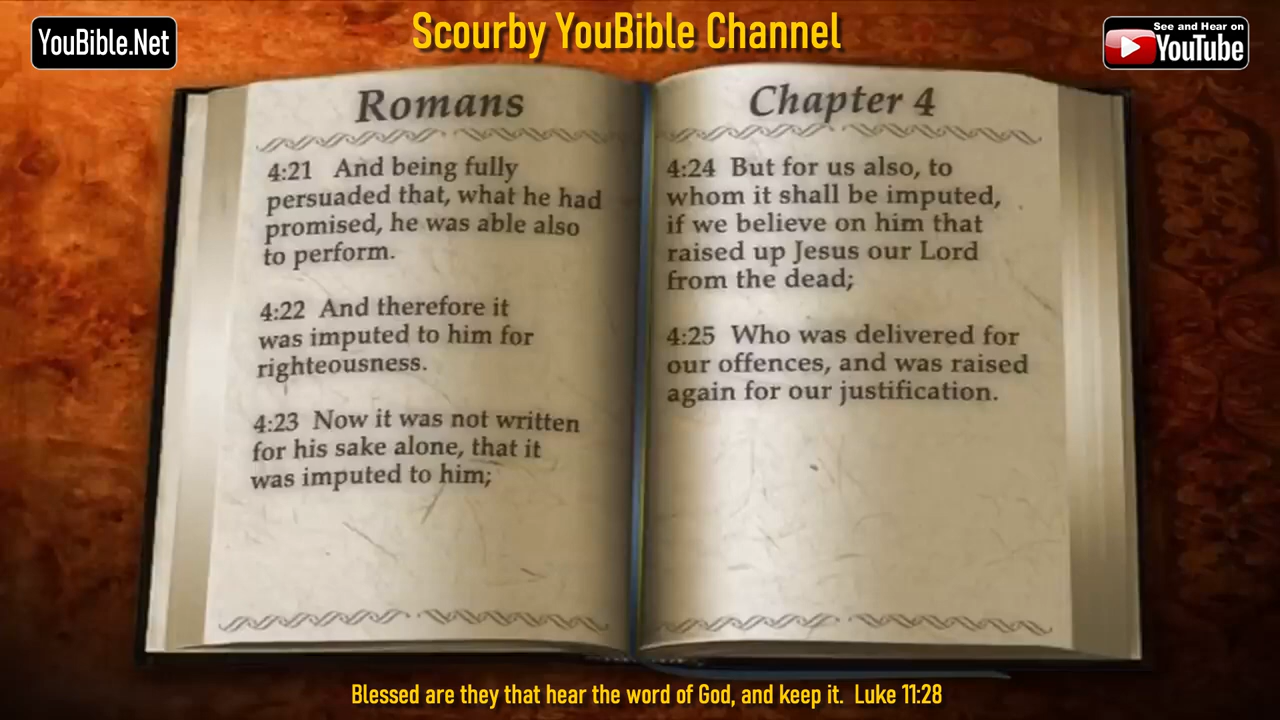 YouBible.Net
Scourby YouBible Channel
See and Hear on
YouTube
Romans
4:21 And being fully
persuaded that, what he had
promised, he was able also
to perform.
4:22 And therefore it
was imputed to him for
righteousness.
4:23 Now it was not written
for his sake alone, that it
was imputed to him;
Chapter 4
4:24 But for us also, to
whom it shall be imputed,
if we believe on him that
raised up Jesus our Lord
from the dead;
4:25 Who was delivered for
our offences, and was raised
again for our justification.
Blessed are they that hear the word of God, and keep it. Luke 11:28